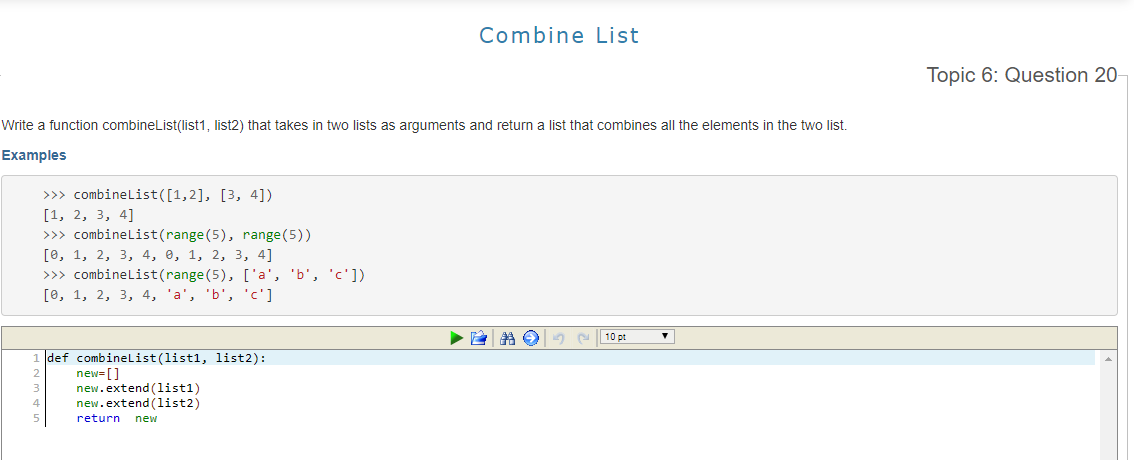 Combine List
Topic 6: Question 20
Write a function combineList(list1, list2) that takes in two lists as arguments and return a list that combines all the elements in the two list.
Examples
>>> combineList([1,2], [3, 4])
[1, 2, 3, 4]
>>> combineList(range(5), range(5))
[0, 1, 2, 3, 4, 0, 1, 2, 3, 4]
>>> combineList(range(5), ['a', 'b', 'c'])
[0, 1, 2, 3, 4, 'a', 'b', 'c']
10 pt
1 def combineList(list1, list2):
2     new=[]
3     new.extend(list1)
4     new.extend(list2)
5     return  new